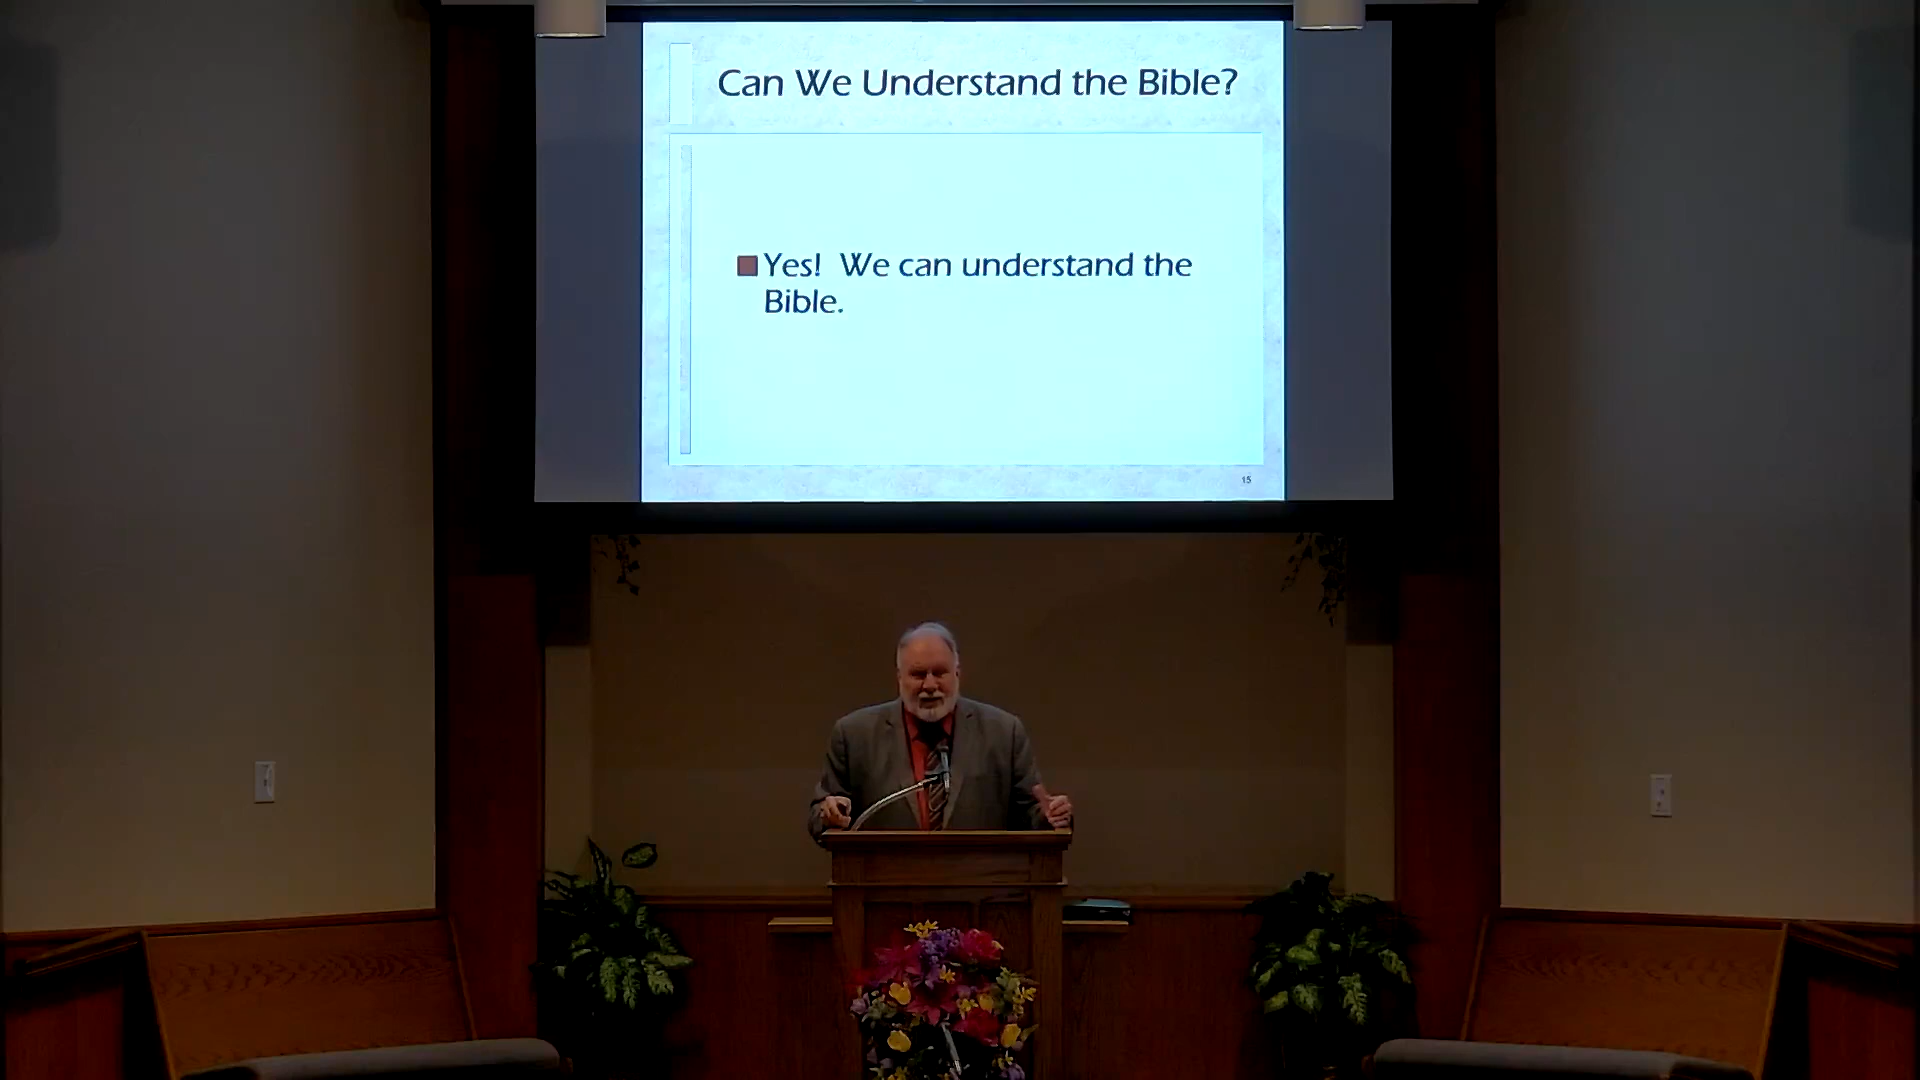 Can We Understand the Bible?
Yes!  We can understand the
Bible.
15